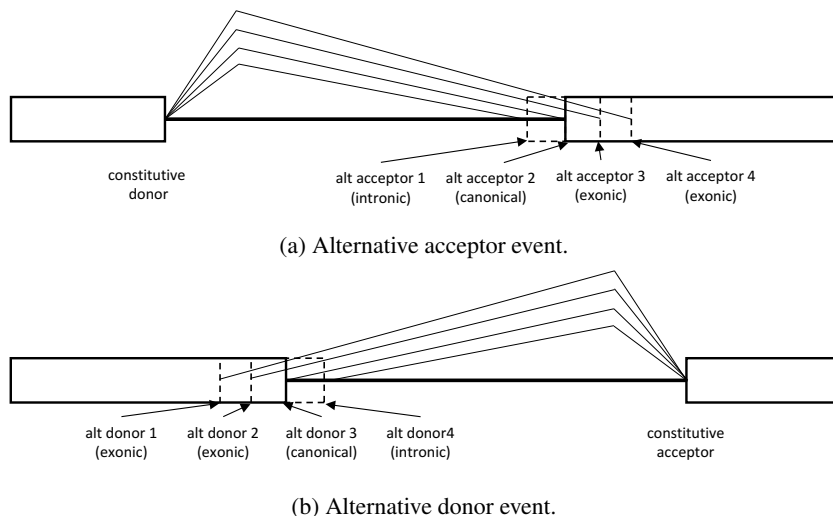 constitutive
donor
alt acceptor 1
(intronic)
alt acceptor 2
(canonical)
alt acceptor 3
(exonic)
alt acceptor 4
(exonic)
(a) Alternative acceptor event.
alt donor 1
(exonic)
alt donor 2
(exonic)
alt donor 3
(canonical)
alt donor4
(intronic)
constitutive
acceptor
(b) Alternative donor event.